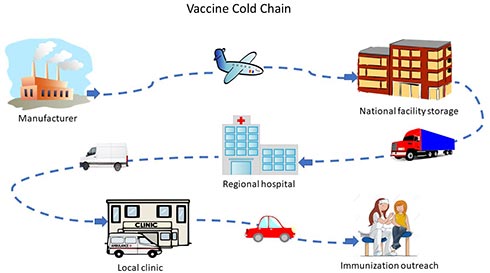 Vaccine Cold Chain
Manufacturer
National facility storage
Regional hospital
CLINIC
AMBULANCE
Local clinic
Immunization outreach